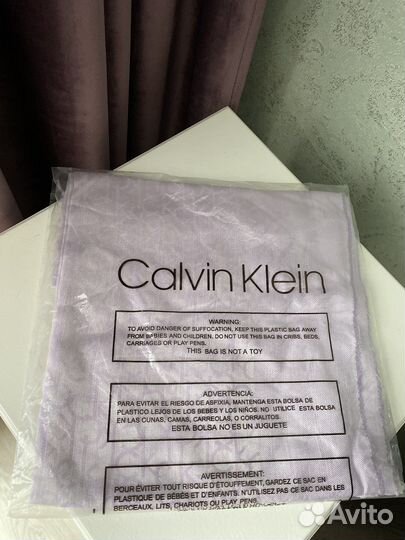 Calvin Klein
WARNING:
TO AVOID DANGER OF SUFFOCATION, KEEP THIS PLASTIC BAG AWAY
FROM BABIES AND CHILDREN. DO NOT USE THIS BAG IN CRIBS, BEDS,
CARRIAGES OR PLAY PENS.
THIS BAG IS NOT A TOY
ADVERTENCIA:
PARA EVITAR EL RIESGO DE ASFIXIA, MANTENGA ESTA BOLSA DE
PLASTICO LEJOS DE LOS BEBES Y LOS NIÑOS. NO UTILICE ESTA BOLSA
EN LAS CUNAS, CAMAS, CARREOLAS, O CORRALITOS.
ESTA BOLSA NO ES UN JUGUETE
AVERTISSEMENT:
POUR ÉVITER TOUT RISQUE D'ÉTOUFFEMENT, GARDEZ CE SAC EN
PLASTIQUE DE BÉBÉS ET D'ENFANTS. N'UTILISEZ PAS CE SAC DANS LES
BERCEAUX, LITS, CHARIOTS OU PLAY PENS.
Avito